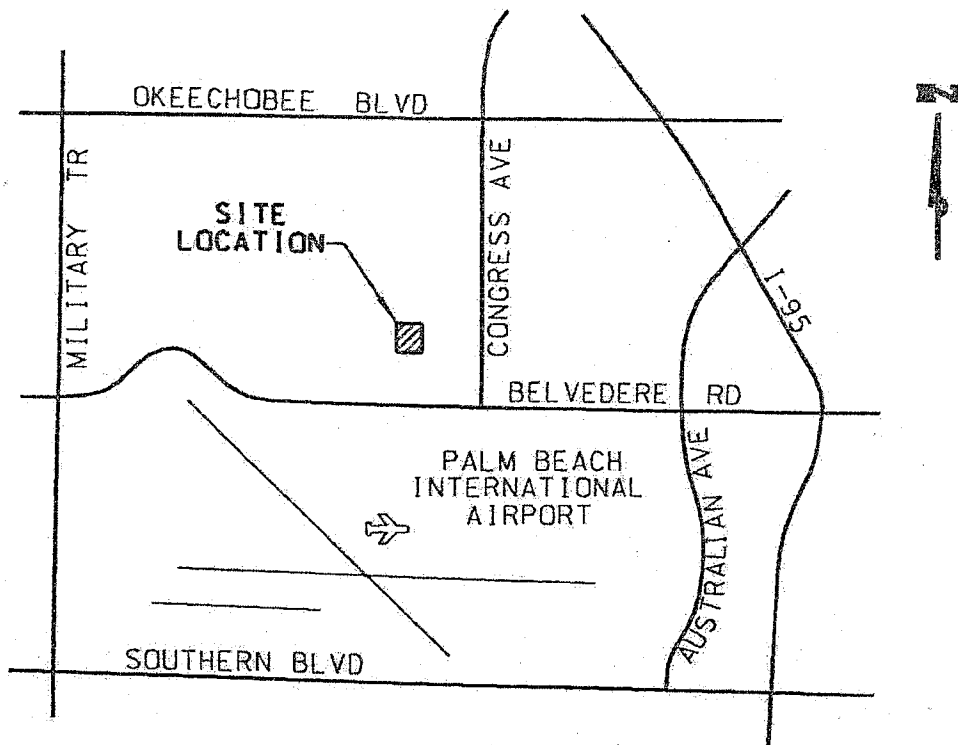 OKEECHOBEE BLVD
N
MILITARY TR
SITE
LOCATION
CONGRESS AVE
I-95
BELVEDERE RD
PALM BEACH
INTERNATIONAL
AIRPORT
AUSTRALIAN AVE
SOUTHERN BLVD